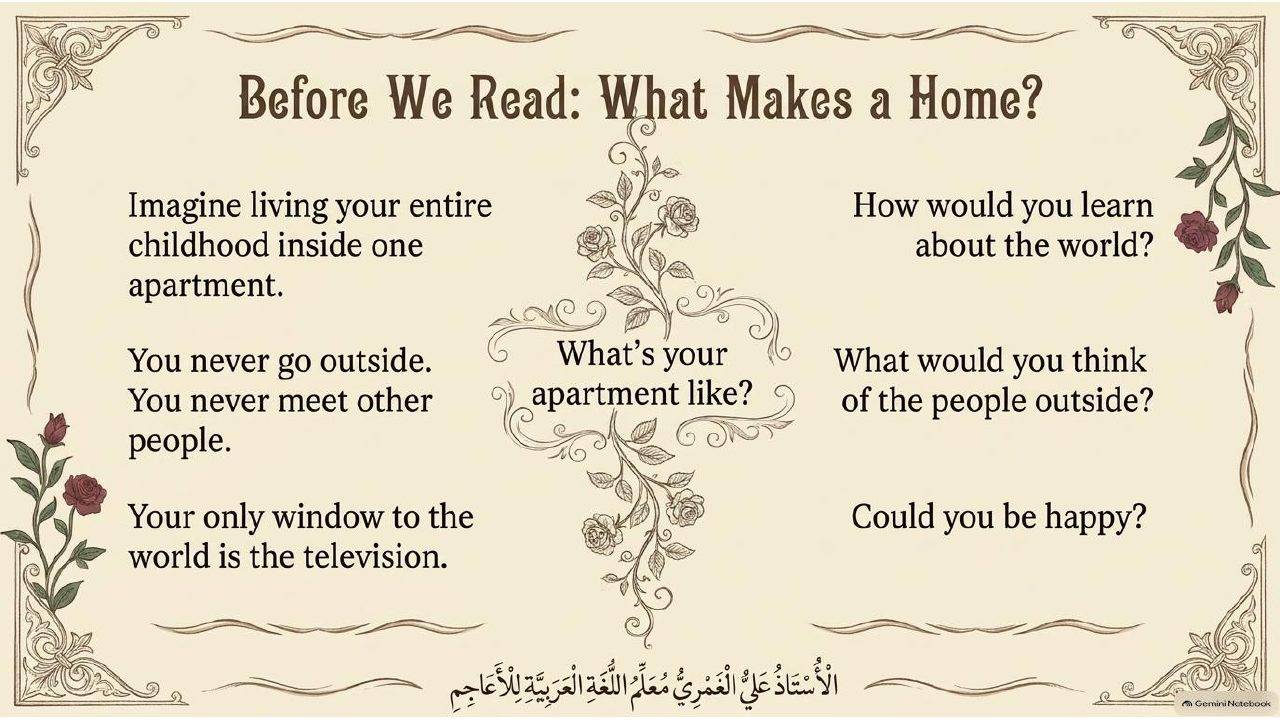 Before We Read: What Makes a Home?
Imagine living your entire
childhood inside one
apartment.
You never go outside.
You never meet other
people.
Your only window to the
world is the television.
What's your
apartment like?
How would you learn
about the world?
What would you think
of the people outside?
Could you be happy?
الْأُسْتَاذُ عَلِيٌّ الْغَمْرِيُّ مُعَلِّمُ اللُّغَةِ الْعَرَبِيَّةِ لِلْأَعَاجِمِ
Gemini Notebook